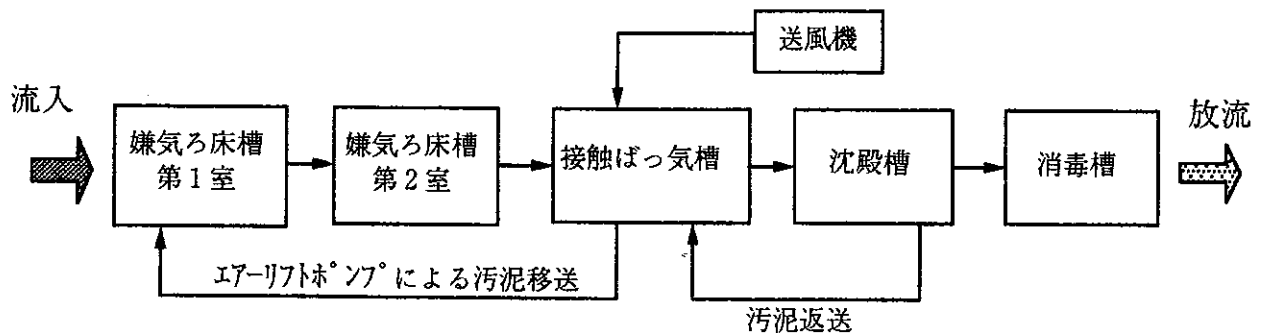 送風機
流入
嫌気ろ床槽
第1室
嫌気ろ床槽
第2室
接触ばっ気槽
沈殿槽
消毒槽
放流
エアーリフトポンプによる汚泥移送
汚泥返送